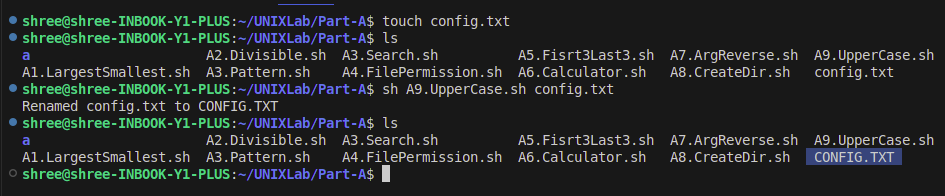 shree@shree-INBOOK-Y1-PLUS:~/UNIXLab/Part-A$ touch config.txt
shree@shree-INBOOK-Y1-PLUS:~/UNIXLab/Part-A$ ls
a A2.Divisible.sh A3.Search.sh A5.Fisrt3Last3.sh A7.ArgReverse.sh A9.UpperCase.sh
A1.LargestSmallest.sh A3.Pattern.sh A4.FilePermission.sh A6.Calculator.sh A8.CreateDir.sh config.txt
shree@shree-INBOOK-Y1-PLUS:~/UNIXLab/Part-A$ sh A9.UpperCase.sh config.txt
Renamed config.txt to CONFIG.TXT
shree@shree-INBOOK-Y1-PLUS:~/UNIXLab/Part-A$ ls
a A2.Divisible.sh A3.Search.sh A5.Fisrt3Last3.sh A7.ArgReverse.sh A9.UpperCase.sh
A1.LargestSmallest.sh A3.Pattern.sh A4.FilePermission.sh A6.Calculator.sh A8.CreateDir.sh CONFIG.TXT
shree@shree-INBOOK-Y1-PLUS:~/UNIXLab/Part-A$